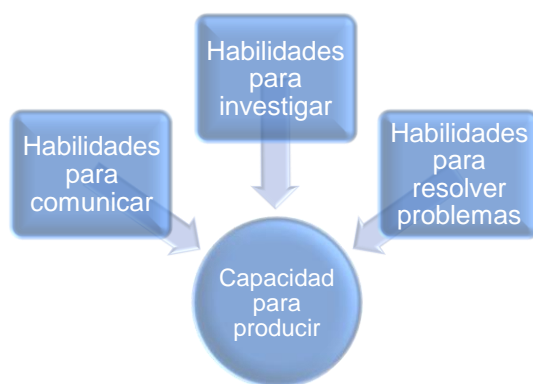 Habilidades
para
comunicar
Habilidades
para
investigar
Habilidades
para
resolver
problemas
Capacidad
para
producir